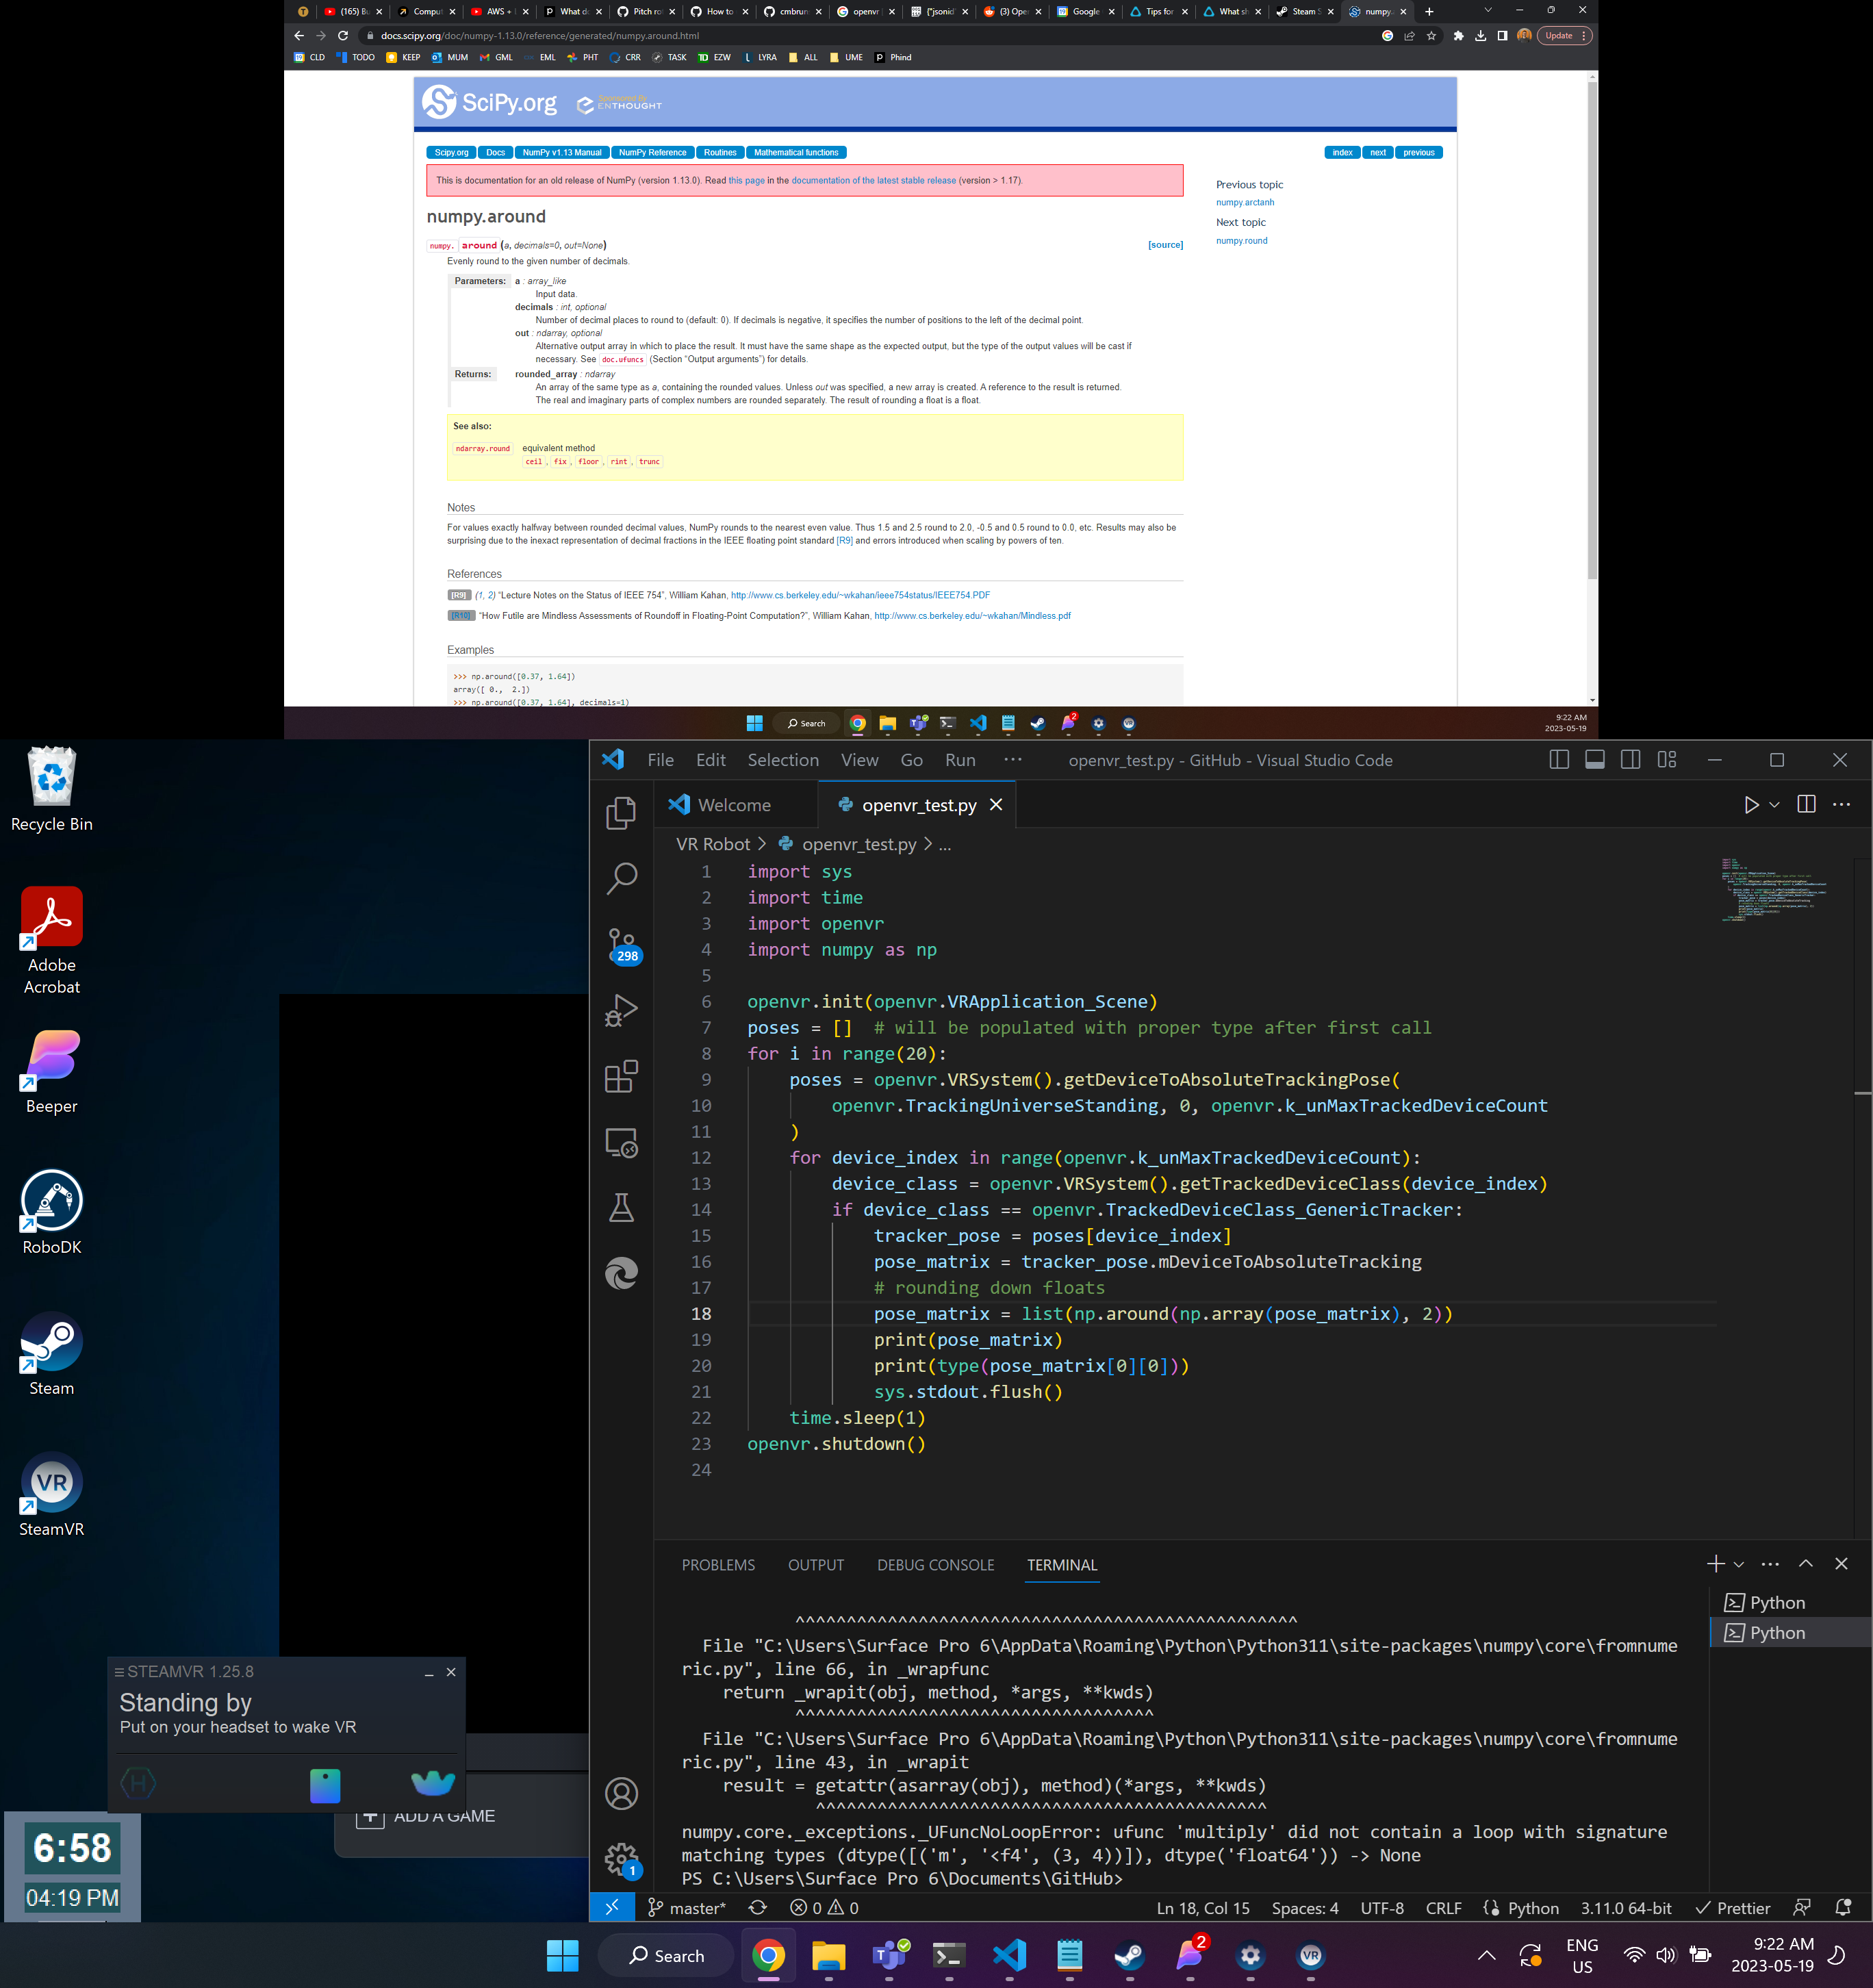 (165) Bu
Comput
AWS +
What do
Pitch ro
How to
cmbrun
openvr
{"jsonid"
(3) Ope
Google
Tips for
What sh
Steam S
numpy.
docs.scipy.org/doc/numpy-1.13.0/reference/generated/numpy.around.html
Update
CLD TODO KEEP MUM GML EML PHT CRR TASK EZW LYRA ALL UME Phind
SciPy.org
Sponsored By
ENTHOUGHT
Scipy.org Docs NumPy v1.13 Manual NumPy Reference Routines Mathematical functions
index next previous
This is documentation for an old release of NumPy (version 1.13.0). Read this page in the documentation of the latest stable release (version > 1.17).
Previous topic
numpy.arctanh
Next topic
numpy.round
numpy.around
numpy. around (a, decimals=0, out=None)
[source]
Evenly round to the given number of decimals.
Parameters: a : array_like
Input data.
decimals : int, optional
Number of decimal places to round to (default: 0). If decimals is negative, it specifies the number of positions to the left of the decimal point.
out : ndarray, optional
Alternative output array in which to place the result. It must have the same shape as the expected output, but the type of the output values will be cast if
necessary. See doc.ufuncs (Section “Output arguments”) for details.
Returns: rounded_array : ndarray
An array of the same type as a, containing the rounded values. Unless out was specified, a new array is created. A reference to the result is returned.
The real and imaginary parts of complex numbers are rounded separately. The result of rounding a float is a float.
See also:
ndarray.round equivalent method
ceil, fix, floor, rint, trunc
Notes
For values exactly halfway between rounded decimal values, NumPy rounds to the nearest even value. Thus 1.5 and 2.5 round to 2.0, -0.5 and 0.5 round to 0.0, etc. Results may also be
surprising due to the inexact representation of decimal fractions in the IEEE floating point standard [R9] and errors introduced when scaling by powers of ten.
References
[R9] (1, 2) “Lecture Notes on the Status of IEEE 754”, William Kahan, http://www.cs.berkeley.edu/~wkahan/ieee754status/IEEE754.PDF
[R10] “How Futile are Mindless Assessments of Roundoff in Floating-Point Computation?”, William Kahan, http://www.cs.berkeley.edu/~wkahan/Mindless.pdf
Examples
>>> np.around([0.37, 1.64])
array([ 0., 2.])
>>> np.around([0.37, 1.64], decimals=1)
Search
2
9:22 AM
2023-05-19
Recycle Bin
Adobe
Acrobat
Beeper
RoboDK
Steam
VR
SteamVR
STEAMVR 1.25.8
Standing by
Put on your headset to wake VR
ADD A GAME
6:58
04:19 PM
File Edit Selection View Go Run ···
openvr_test.py - GitHub - Visual Studio Code
Welcome
openvr_test.py
VR Robot > openvr_test.py > ...
298
1 import sys
2 import time
3 import openvr
4 import numpy as np
5
6 openvr.init(openvr.VRApplication_Scene)
7 poses = []  # will be populated with proper type after first call
8 for i in range(20):
9 poses = openvr.VRSystem().getDeviceToAbsoluteTrackingPose(
10 openvr.TrackingUniverseStanding, 0, openvr.k_unMaxTrackedDeviceCount
11 )
12 for device_index in range(openvr.k_unMaxTrackedDeviceCount):
13 device_class = openvr.VRSystem().getTrackedDeviceClass(device_index)
14 if device_class == openvr.TrackedDeviceClass_GenericTracker:
15 tracker_pose = poses[device_index]
16 pose_matrix = tracker_pose.mDeviceToAbsoluteTracking
17 # rounding down floats
18 pose_matrix = list(np.around(np.array(pose_matrix), 2))
19 print(pose_matrix)
20 print(type(pose_matrix[0][0]))
21 sys.stdout.flush()
22 time.sleep(1)
23 openvr.shutdown()
24
PROBLEMS OUTPUT DEBUG CONSOLE TERMINAL
Python
Python
^^^^^^^^^^^^^^^^^^^^^^^^^^^^^^^^^^^^^^^^^^^^^^^^^
File "C:\Users\Surface Pro 6\AppData\Roaming\Python\Python311\site-packages\numpy\core\fromnume
ric.py", line 66, in _wrapfunc
return _wrapit(obj, method, *args, **kwds)
^^^^^^^^^^^^^^^^^^^^^^^^^^^^^^^^^^^
File "C:\Users\Surface Pro 6\AppData\Roaming\Python\Python311\site-packages\numpy\core\fromnume
ric.py", line 43, in _wrapit
result = getattr(asarray(obj), method)(*args, **kwds)
^^^^^^^^^^^^^^^^^^^^^^^^^^^^^^^^^^^^^^^^^^^^
numpy.core._exceptions._UFuncNoLoopError: ufunc 'multiply' did not contain a loop with signature
matching types (dtype([('m', '<f4', (3, 4))]), dtype('float64')) -> None
PS C:\Users\Surface Pro 6\Documents\GitHub>
1
master* 0 0
Ln 18, Col 15 Spaces: 4 UTF-8 CRLF Python 3.11.0 64-bit Prettier
Search
2
VR
ENG
US
9:22 AM
2023-05-19